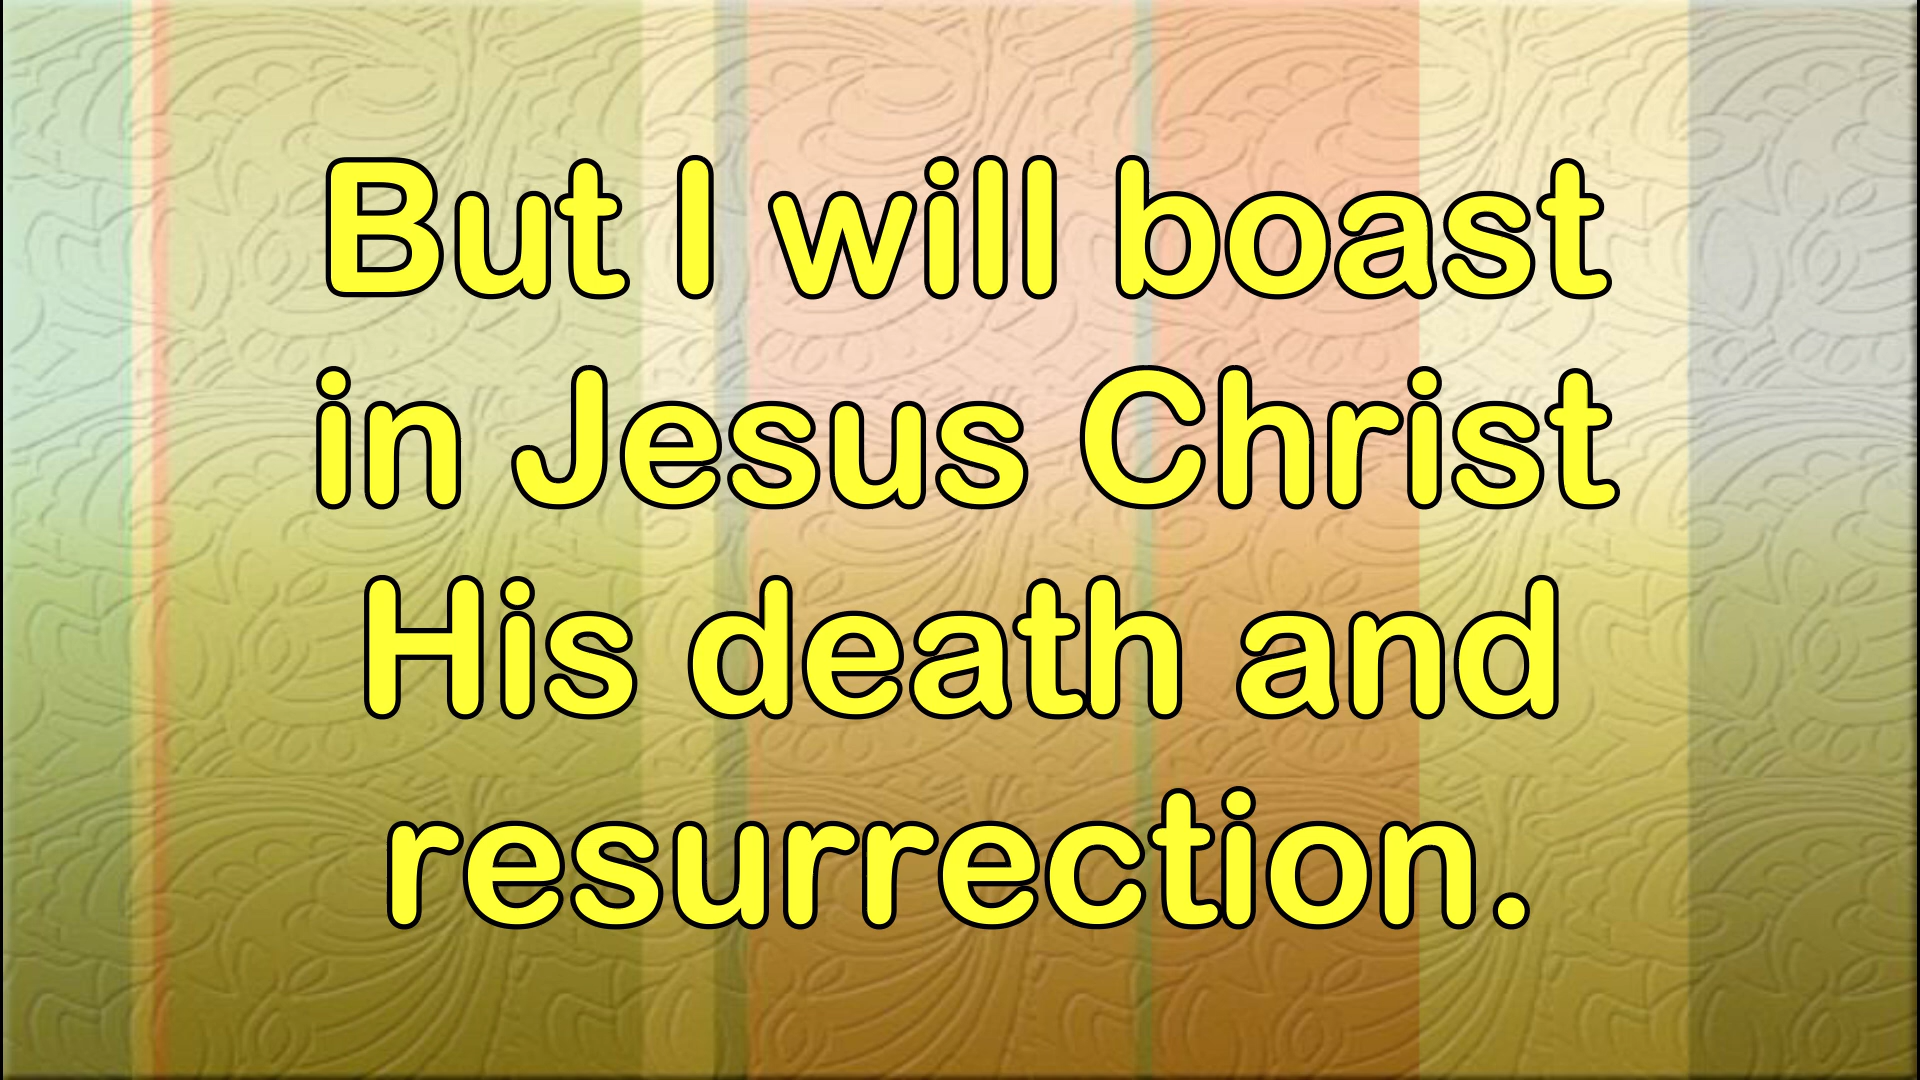 But I will boast
in Jesus Christ
His death and
resurrection.